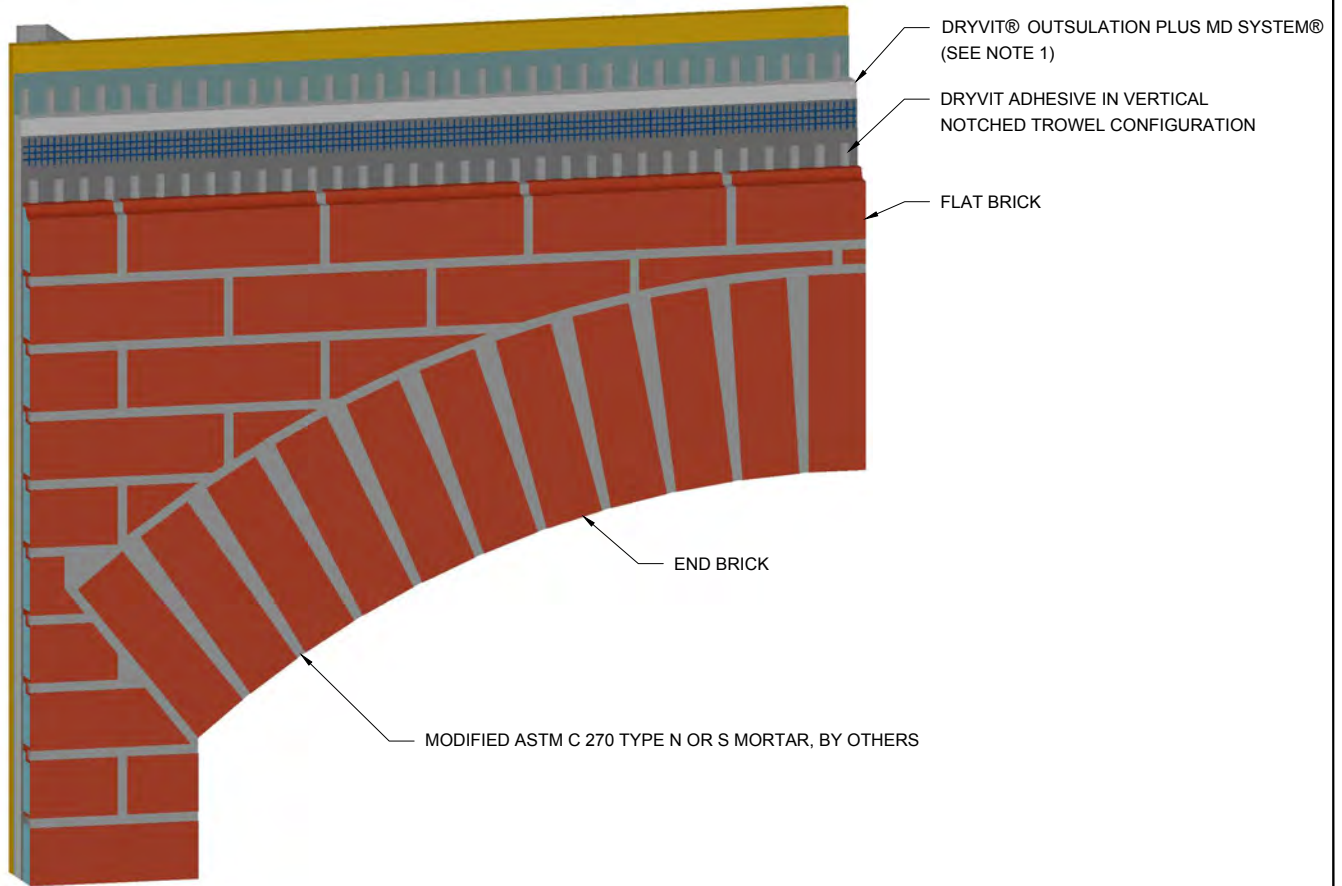 DRYVIT® OUTSULATION PLUS MD SYSTEM®
(SEE NOTE 1)
DRYVIT ADHESIVE IN VERTICAL
NOTCHED TROWEL CONFIGURATION
FLAT BRICK
END BRICK
MODIFIED ASTM C 270 TYPE N OR S MORTAR, BY OTHERS